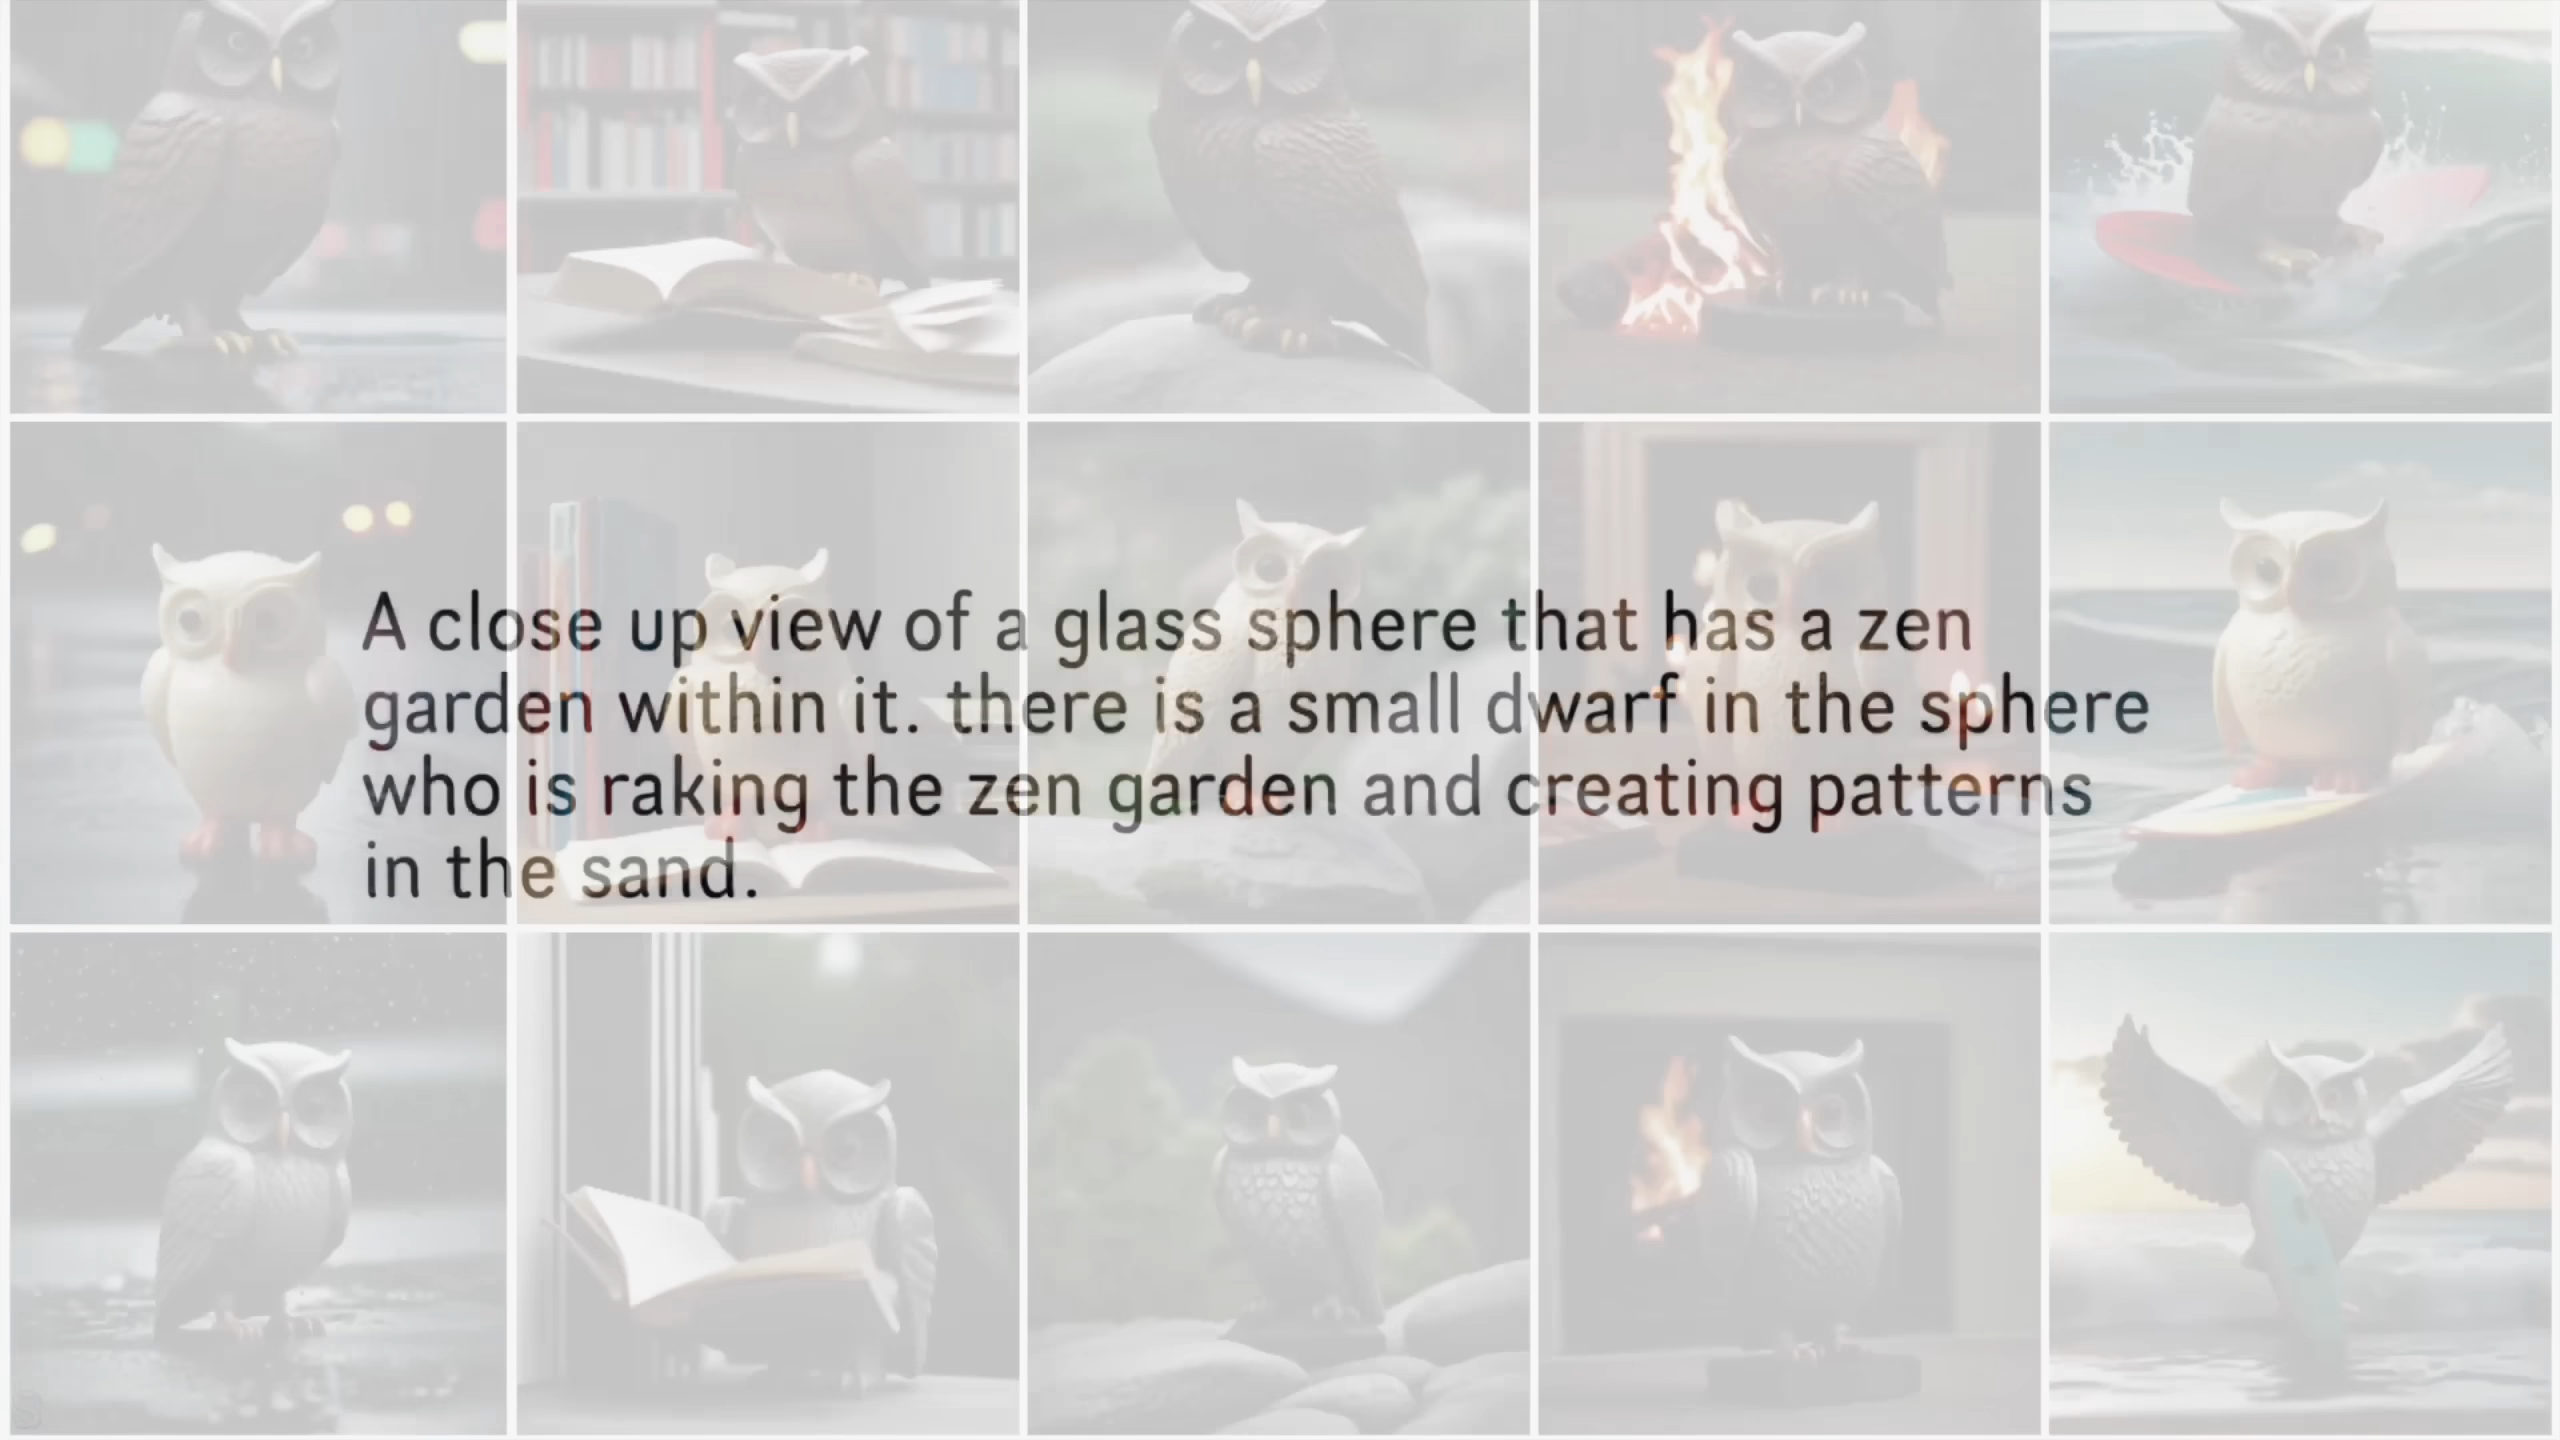 A close up view of a glass sphere that has a zen
garden within it. there is a small dwarf in the sphere
who is raking the zen garden and creating patterns
in the sand.